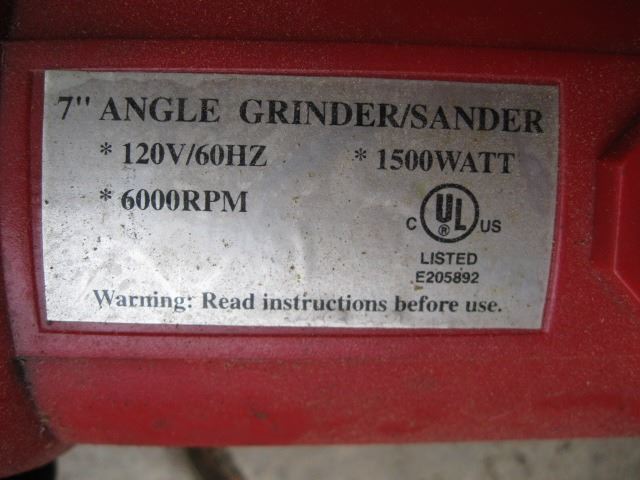 7" ANGLE GRINDER/SANDER
* 120V/60HZ * 1500WATT
* 6000RPM
C UL ® US
LISTED
E205892
Warning: Read instructions before use.